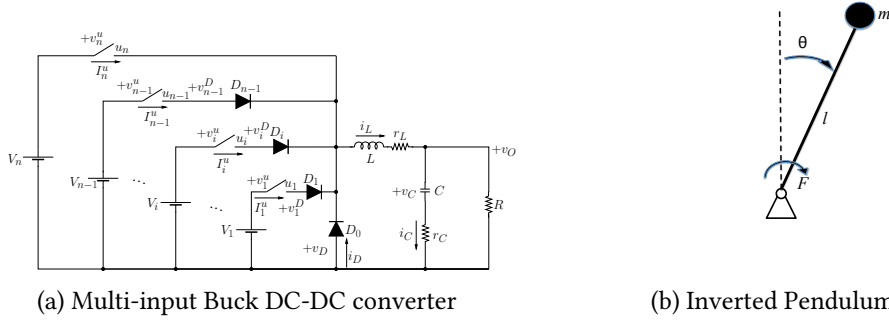 +v_n^u u_n
I_n^u
+v_{n-1}^u u_{n-1} +v_{n-1}^D D_{n-1}
I_{n-1}^u
+v_i^u u_i +v_i^D D_i
I_i^u
i_L r_L
L
+v_O
V_n
V_{n-1}
...
V_i
...
V_1
+v_1^u u_1 D_1
I_1^u +v_1^D
+v_C C
R
D_0
+v_D
i_D
i_C r_C
(a) Multi-input Buck DC-DC converter
m
θ
l
F
(b) Inverted Pendulum